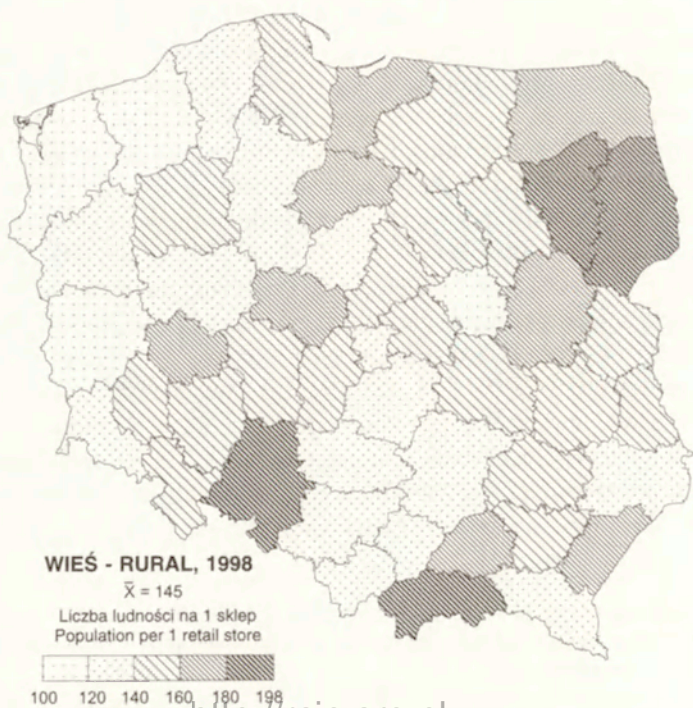 WIEŚ - RURAL, 1998
X̅ = 145
Liczba ludności na 1 sklep
Population per 1 retail store
100 120 140 160 180 198